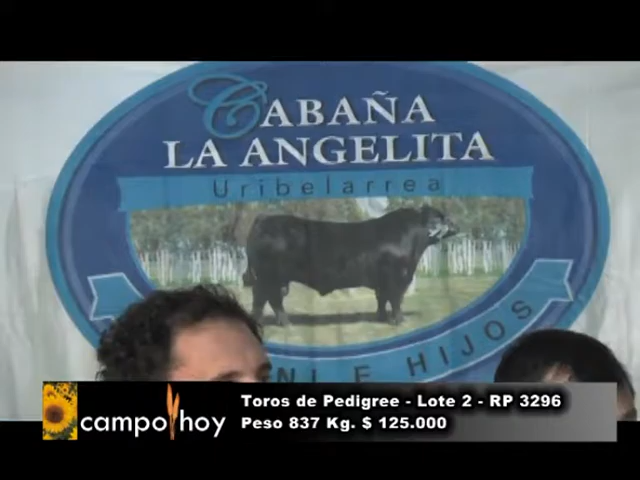 CABAÑA
LA ANGELITA
Uribelarrea
E HIJOS
campo hoy
Toros de Pedigree - Lote 2 - RP 3296
Peso 837 Kg. $ 125.000